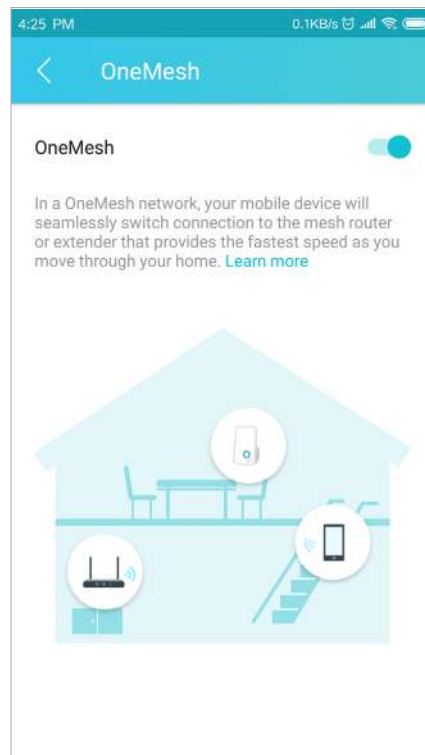 4:25 PM 0.1KB/s
OneMesh
OneMesh
In a OneMesh network, your mobile device will
seamlessly switch connection to the mesh router
or extender that provides the fastest speed as you
move through your home. Learn more